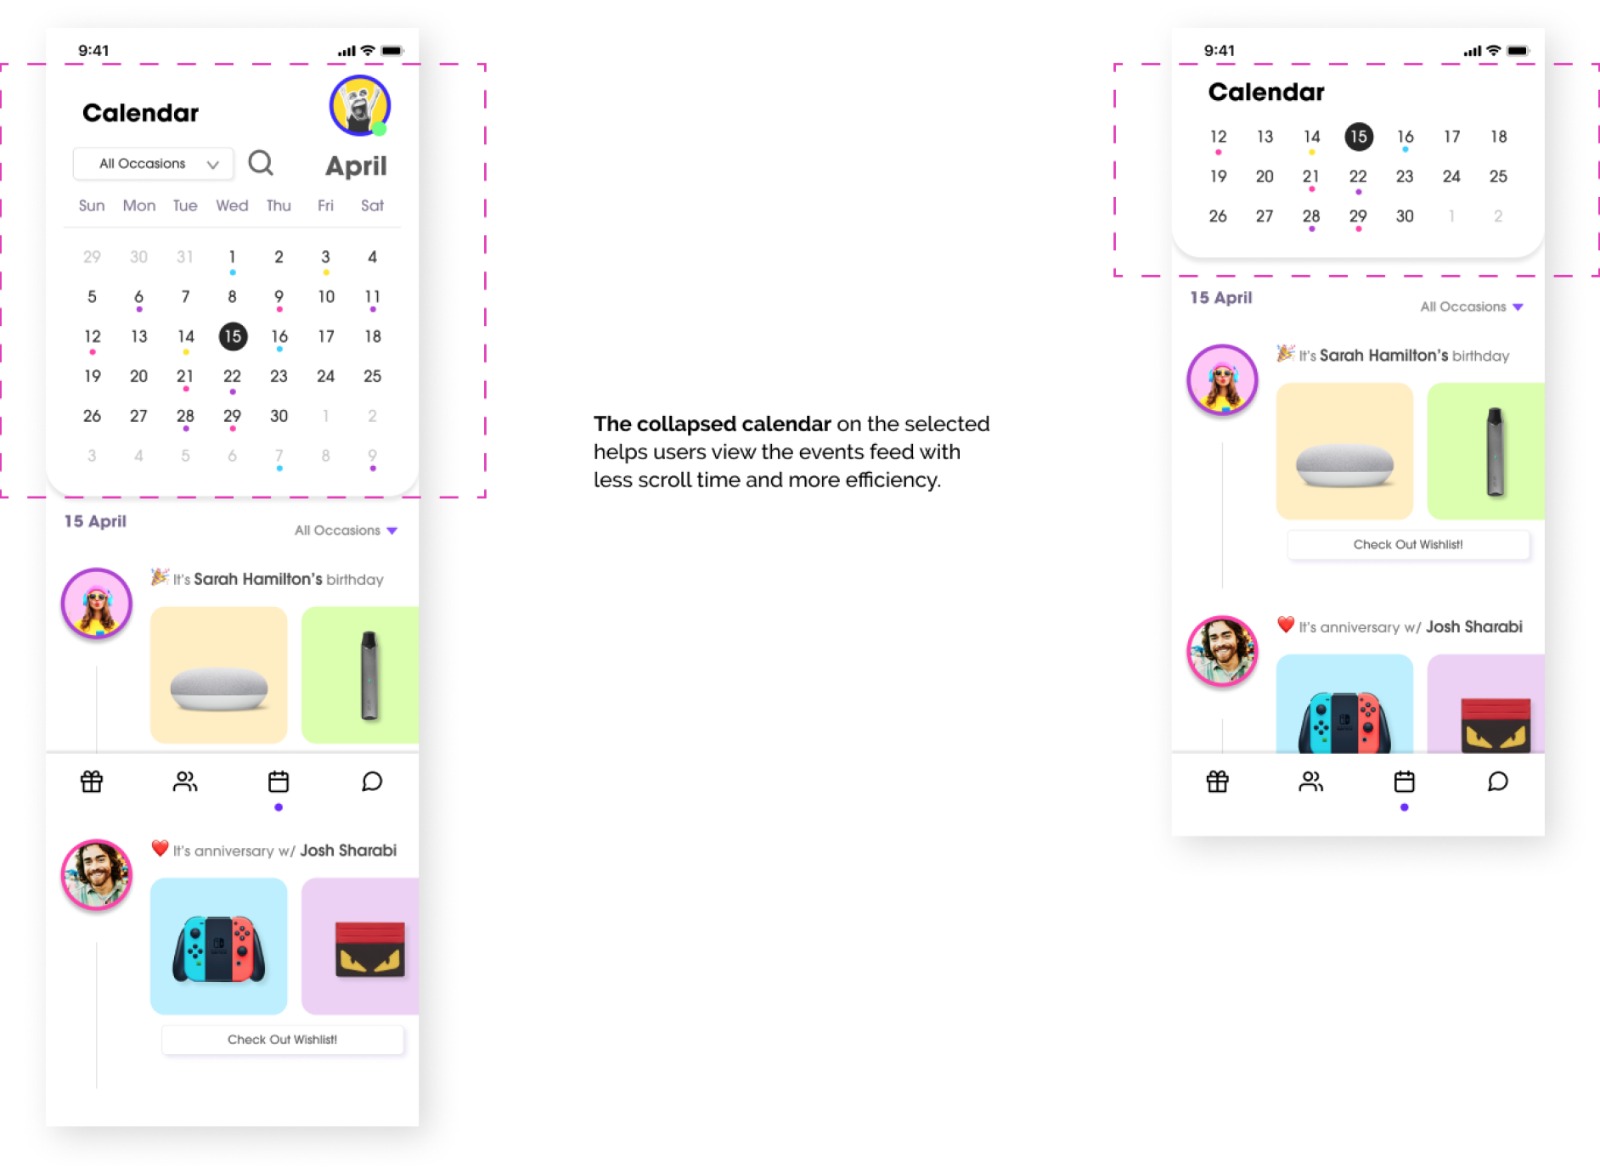 9:41
Calendar
All Occasions
April
Sun Mon Tue Wed Thu Fri Sat
29 30 31 1 2 3 4
5 6 7 8 9 10 11
12 13 14 15 16 17 18
19 20 21 22 23 24 25
26 27 28 29 30 1 2
3 4 5 6 7 8 9
15 April
All Occasions
It's Sarah Hamilton's birthday
It's anniversary w/ Josh Sharabi
Check Out Wishlist!
The collapsed calendar on the selected
helps users view the events feed with
less scroll time and more efficiency.
9:41
Calendar
12 13 14 15 16 17 18
19 20 21 22 23 24 25
26 27 28 29 30 1 2
15 April
All Occasions
It's Sarah Hamilton's birthday
Check Out Wishlist!
It's anniversary w/ Josh Sharabi